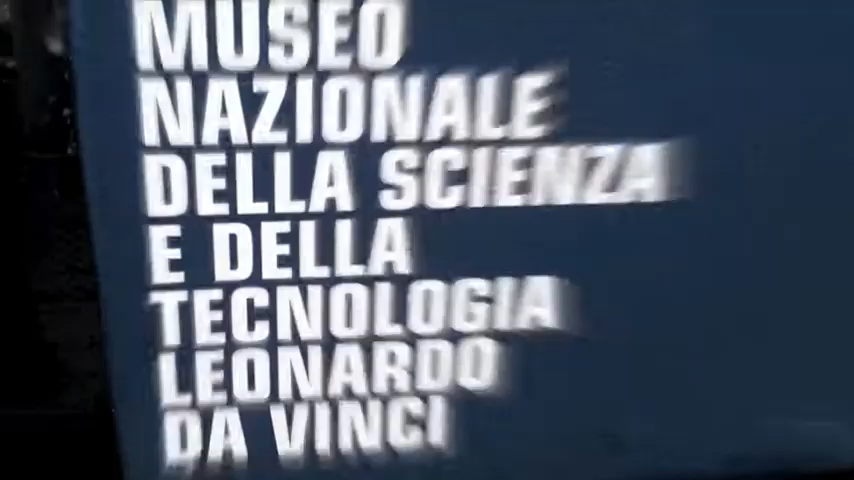 MUSEO
NAZIONALE
DELLA SCIENZA
E DELLA
TECNOLOGIA
LEONARDO
DA VINCI